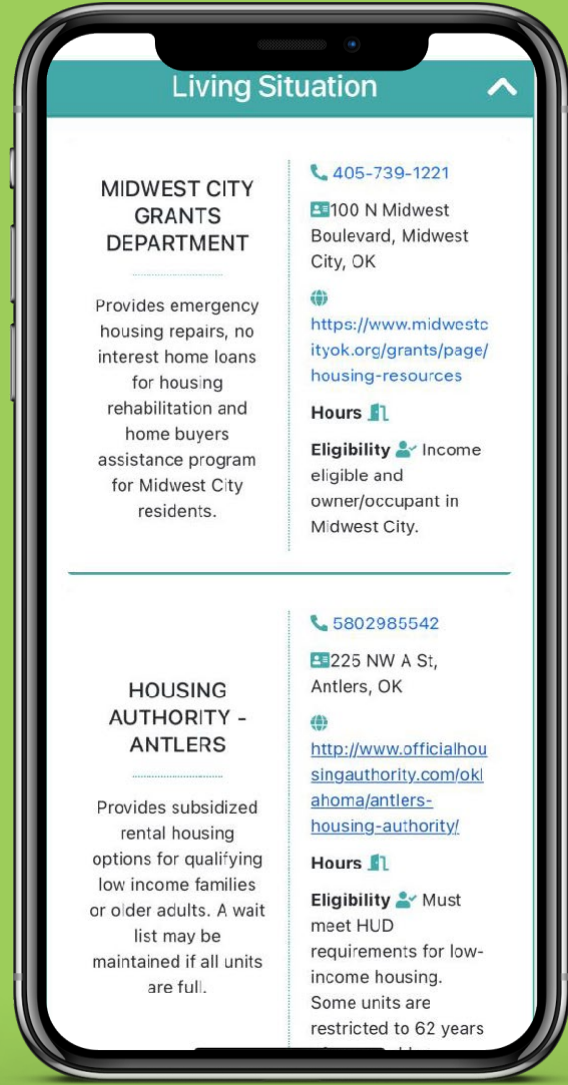 Living Situation
MIDWEST CITY
GRANTS
DEPARTMENT
Provides emergency
housing repairs, no
interest home loans
for housing
rehabilitation and
home buyers
assistance program
for Midwest City
residents.
405-739-1221
100 N Midwest
Boulevard, Midwest
City, OK
https://www.midwestc
ityok.org/grants/page/
housing-resources
Hours
Eligibility Income
eligible and
owner/occupant in
Midwest City.
HOUSING
AUTHORITY -
ANTLERS
Provides subsidized
rental housing
options for qualifying
low income families
or older adults. A wait
list may be
maintained if all units
are full.
5802985542
225 NW A St,
Antlers, OK
http://www.officialhou
singauthority.com/okl
ahoma/antlers-
housing-authority/
Hours
Eligibility Must
meet HUD
requirements for low-
income housing.
Some units are
restricted to 62 years